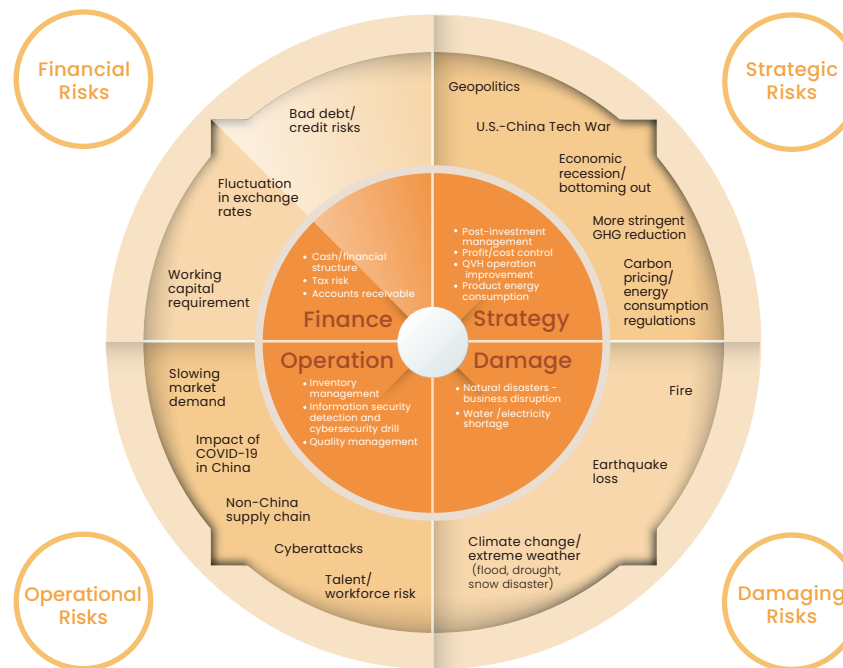 Financial
Risks
Strategic
Risks
Bad debt/
credit risks
Fluctuation
in exchange
rates
Working
capital
requirement
Geopolitics
U.S.-China Tech War
Economic
recession/
bottoming out
More stringent
GHG reduction
Carbon
pricing/
energy
consumption
regulations
• Cash/financial
structure
• Tax risk
• Accounts receivable
Finance
• Post-investment
management
• Profit/cost control
• QVH operation
improvement
• Product energy
consumption
Strategy
Operation
• Inventory
management
• Information security
detection and
cybersecurity drill
• Quality management
Damage
• Natural disasters -
business disruption
• Water /electricity
shortage
Slowing
market
demand
Impact of
COVID-19
in China
Non-China
supply chain
Cyberattacks
Talent/
workforce risk
Fire
Earthquake
loss
Climate change/
extreme weather
(flood, drought,
snow disaster)
Operational
Risks
Damaging
Risks